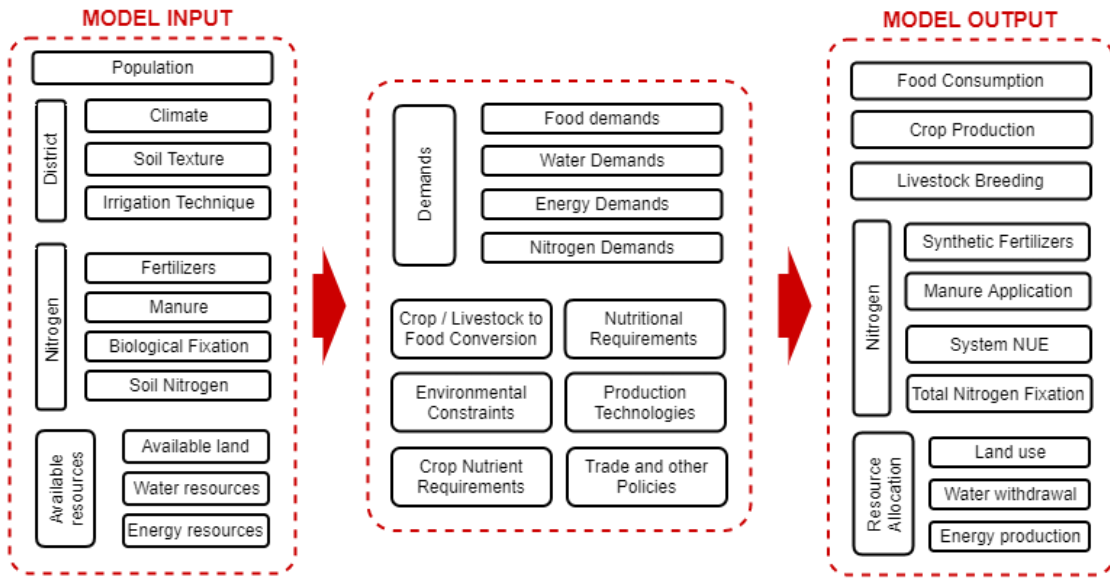 MODEL INPUT
Population
District
Climate
Soil Texture
Irrigation Technique
Nitrogen
Fertilizers
Manure
Biological Fixation
Soil Nitrogen
Available
resources
Available land
Water resources
Energy resources
Demands
Food demands
Water Demands
Energy Demands
Nitrogen Demands
Crop / Livestock to
Food Conversion
Nutritional
Requirements
Environmental
Constraints
Production
Technologies
Crop Nutrient
Requirements
Trade and other
Policies
MODEL OUTPUT
Food Consumption
Crop Production
Livestock Breeding
Nitrogen
Synthetic Fertilizers
Manure Application
System NUE
Total Nitrogen Fixation
Resource
Allocation
Land use
Water withdrawal
Energy production